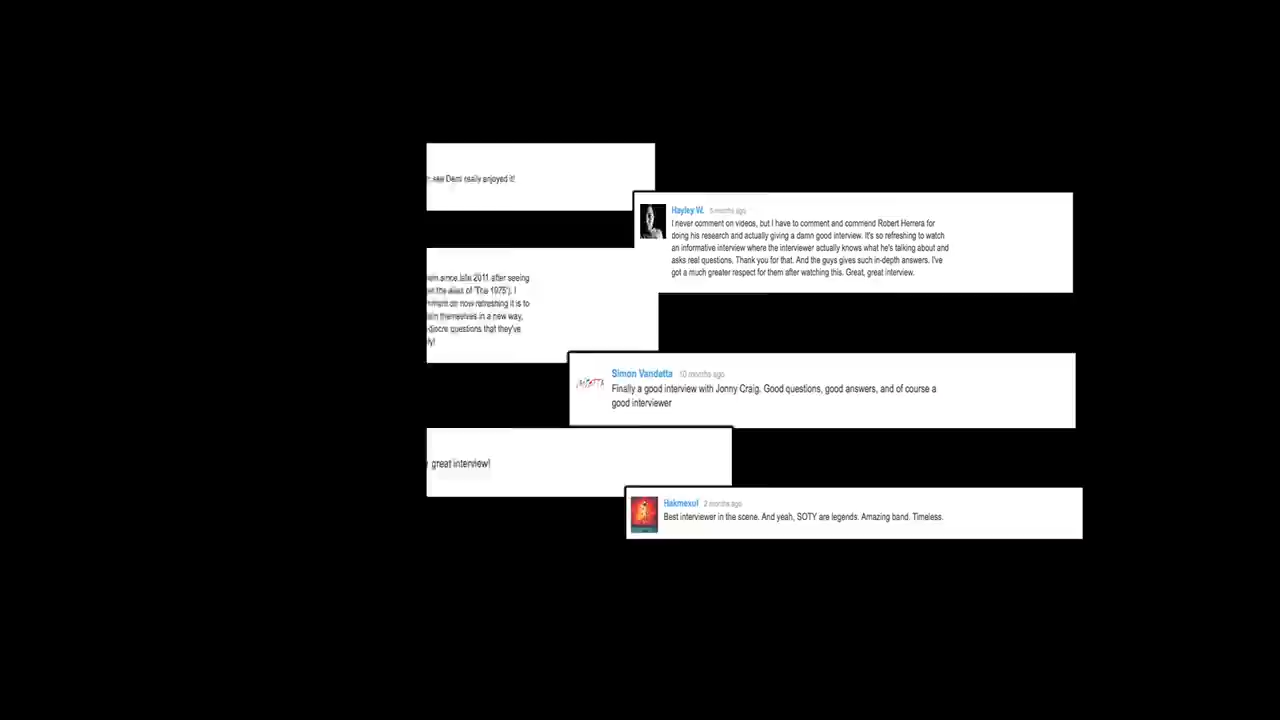 see Demi really enjoyed it!
Hayley W. 5 months ago
I never comment on videos, but I have to comment and commend Robert Herrera for
doing his research and actually giving a damn good interview. It's so refreshing to watch
an informative interview where the interviewer actually knows what he's talking about and
asks real questions. Thank you for that. And the guys gives such in-depth answers. I've
got a much greater respect for them after watching this. Great, great interview.
since late 2011 after seeing
of 'The 1975'). I
on how refreshing it is to
themselves in a new way,
questions that they've
Simon Vandetta 10 months ago
Finally a good interview with Jonny Craig. Good questions, good answers, and of course a
good interviewer
great interview!
Hakmexul 2 months ago
Best interviewer in the scene. And yeah, SOTY are legends. Amazing band. Timeless.